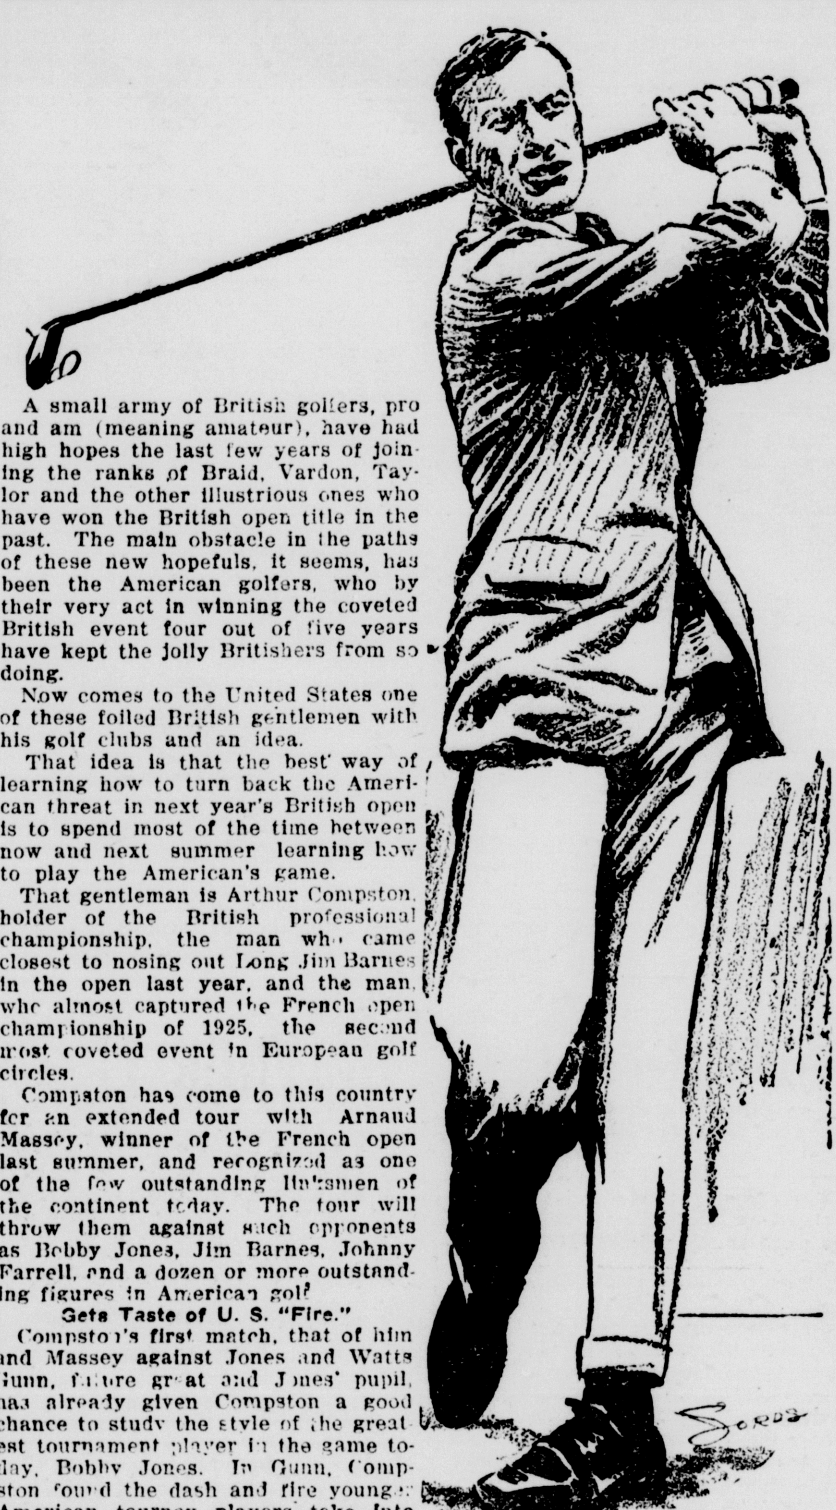 A small army of British golfers, pro
and am (meaning amateur), have had
high hopes the last few years of join-
ing the ranks of Braid, Vardon, Tay-
lor and the other illustrious ones who
have won the British open title in the
past. The main obstacle in the paths
of these new hopefuls, it seems, has
been the American golfers, who by
their very act in winning the coveted
British event four out of five years
have kept the jolly Britishers from so
doing.
Now comes to the United States one
of these foiled British gentlemen with
his golf clubs and an idea.
That idea is that the best way of
learning how to turn back the Ameri-
can threat in next year's British open
is to spend most of the time between
now and next summer learning how
to play the American's game.
That gentleman is Arthur Compston,
holder of the British professional
championship, the man who came
closest to nosing out Long Jim Barnes
in the open last year, and the man
who almost captured the French open
championship of 1925, the second
most coveted event in European golf
circles.
Compston has come to this country
for an extended tour with Arnaud
Massey, winner of the French open
last summer, and recognized as one
of the few outstanding linksmen of
the continent today. The tour will
throw them against such opponents
as Bobby Jones, Jim Barnes, Johnny
Farrell, and a dozen or more outstand-
ing figures in American golf
Gets Taste of U. S. "Fire."
Compston's first match, that of him
and Massey against Jones and Watts
Gunn, future great and Jones' pupil,
has already given Compston a good
chance to study the style of the great-
est tournament player in the game to-
day, Bobby Jones. In Gunn, Comp-
ston found the dash and fire young
American tourney players take into
Sords